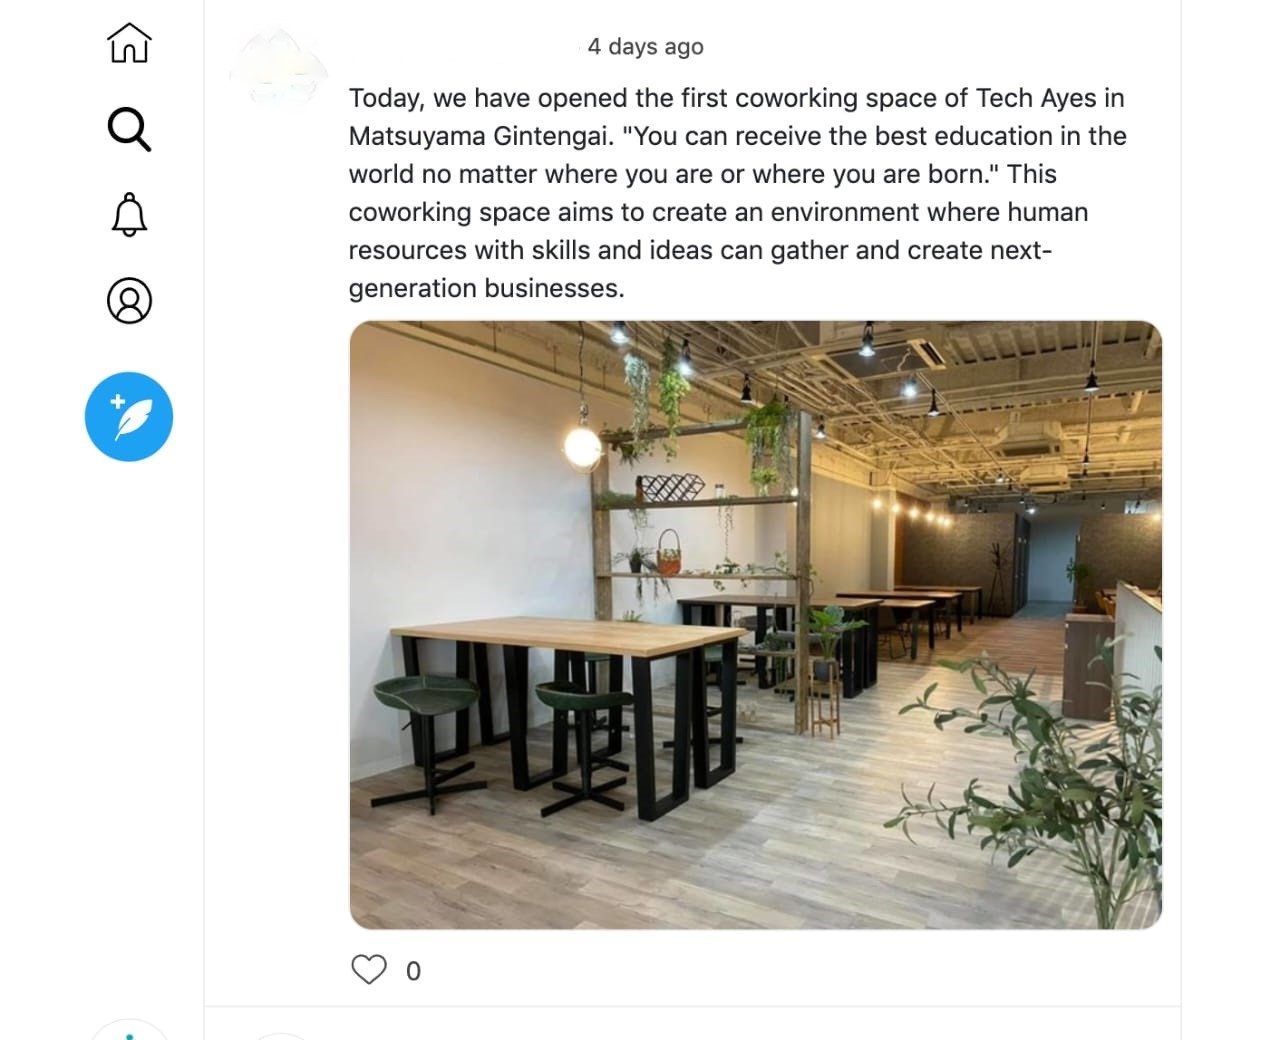 4 days ago
Today, we have opened the first coworking space of Tech Ayes in
Matsuyama Gintengai. "You can receive the best education in the
world no matter where you are or where you are born." This
coworking space aims to create an environment where human
resources with skills and ideas can gather and create next-
generation businesses.
0